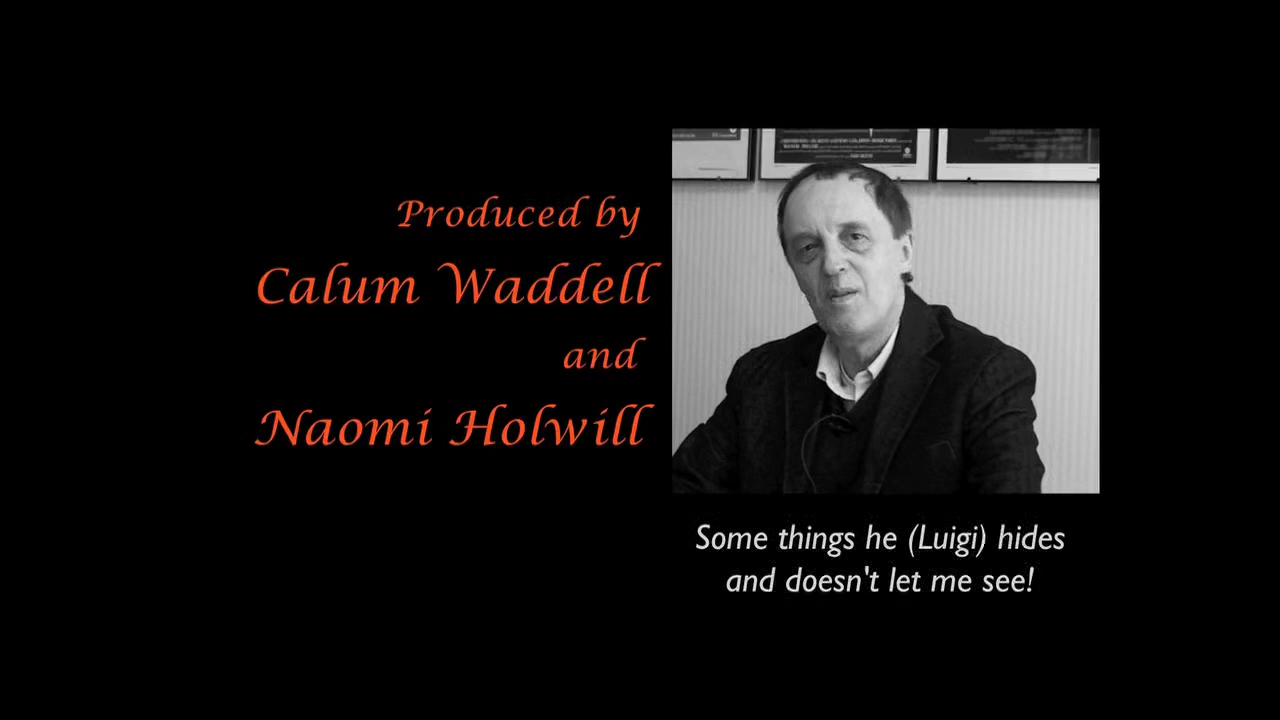 Produced by
Calum Waddell
and
Naomi Holwill
Some things he (Luigi) hides
and doesn't let me see!